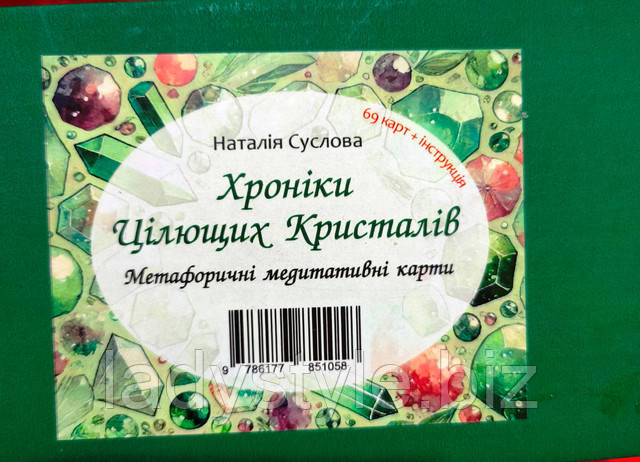 Наталія Суслова
69 карт + інструкція
Хроніки
Цілющих Кристалів
Метафоричні медитативні карти
9 786177 851058
ladystyle.biz